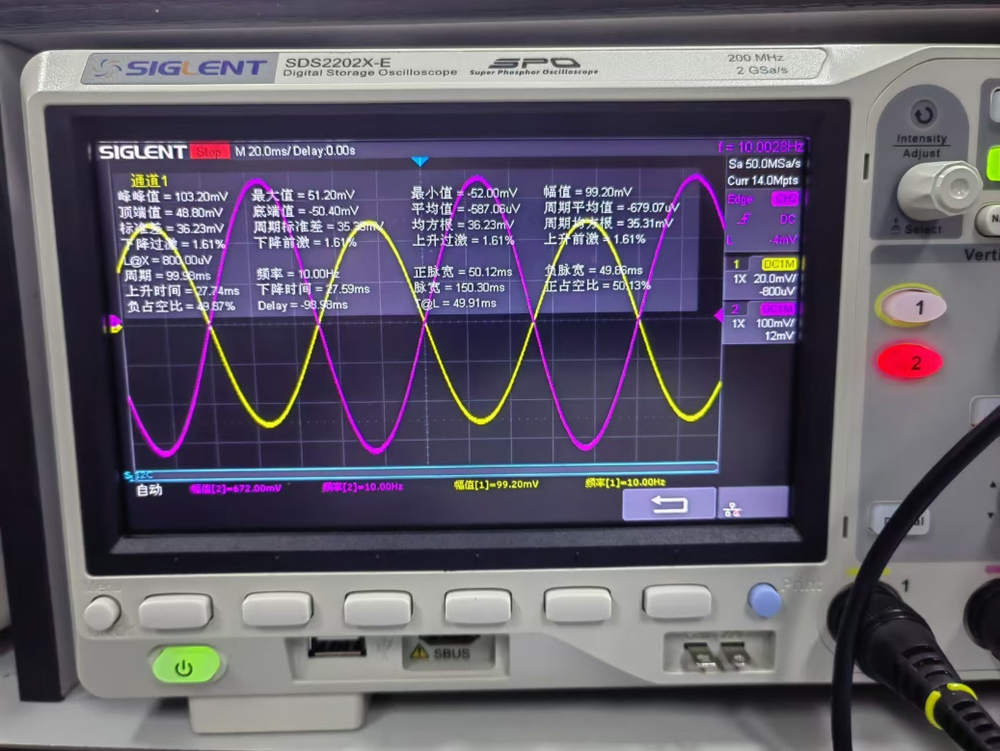 SIGLENT
SDS2202X-E
Digital Storage Oscilloscope
SPO
Super Phosphor Oscilloscope
200 MHz
2 GSa/s
Intensity
Adjust
Select
SIGLENT Stop M 20.0ms/ Delay:0.00s
f = 10.0028Hz
Sa 50.0MSa/s
Curr 14.0Mpts
Edge CH2
DC
L -4mV
1 DC1M
1X 20.0mV/
-800uV
2 DC1M
1X 100mV/
12mV
通道1
峰峰值 = 103.20mV 最大值 = 51.20mV 最小值 = -52.00mV 幅值 = 99.20mV
顶端值 = 48.80mV 底端值 = -50.40mV 平均值 = -587.06uV 周期平均值 = -679.07uV
标准差 = 36.23mV 周期标准差 = 均方根 = 36.23mV 周期均方根 = 35.31mV
下降过激 = 1.61% 下降前激 = 1.61% 上升过激 = 1.61% 上升前激 = 1.61%
L@X = 800.00uV
周期 = 99.98ms 频率 = 10.00Hz 正脉宽 = 50.12ms 负脉宽 = 49.86ms
上升时间 = 27.74ms 下降时间 = 27.59ms 脉宽 = 150.30ms 正占空比 = 50.13%
负占空比 = 49.87% Delay = -99.98ms T@L = 49.91ms
自动 幅值[2]=672.00mV 频率[2]=10.00Hz 幅值[1]=99.20mV 频率[1]=10.00Hz
Verti
1
2
Menu
Print
SBUS
1